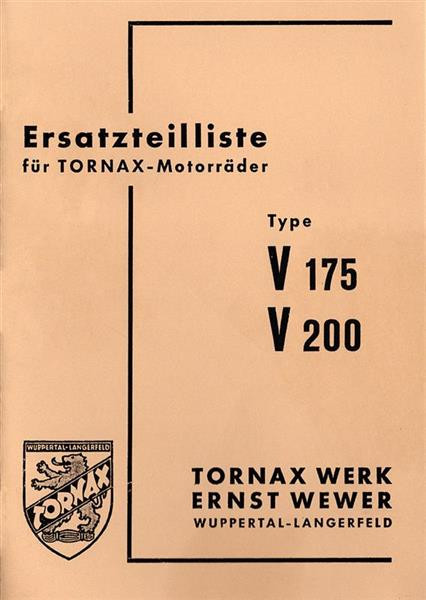 Ersatzteilliste
für TORNAX-Motorräder
Type
V 175
V 200
WUPPERTAL-LANGERFELD
TORNAX
TORNAX WERK
ERNST WEWER
WUPPERTAL-LANGERFELD